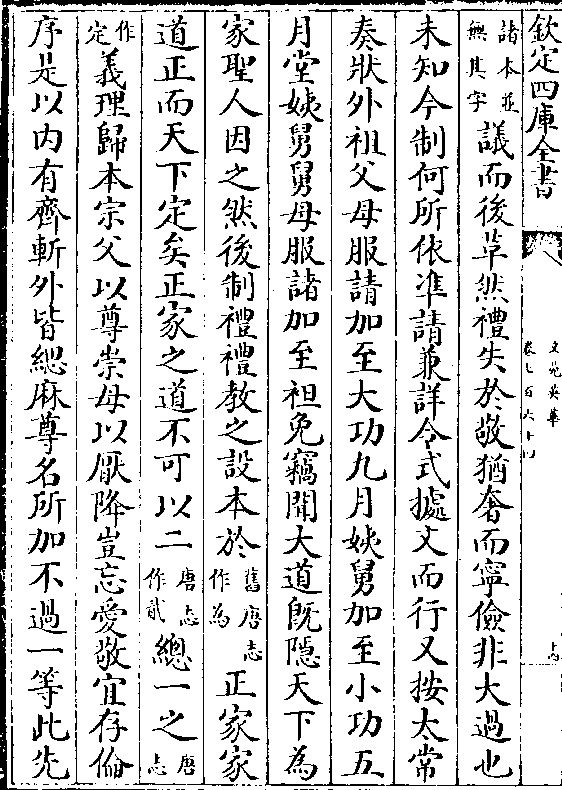 欽定四庫全書
文苑英華
卷七百六十四
諸本並無其字議而後草然禮失於敬猶奢而寧儉非大過也
未知今制何所依准請兼詳令式據文而行又按太常
奏狀外祖父母服請加至大功九月姨舅加至小功五
月堂姨舅舅母服諸加至袒免竊聞大道既隱天下為
家聖人因之然後制禮禮教之設本於舊唐志作為正家家
道正而天下定矣正家之道不可以二唐志作貳總一之唐志
作定義理歸本宗父以尊崇母以厭降豈忘愛敬宜存倫
序是以内有齊斬外皆緦麻尊名所加不過一等此先